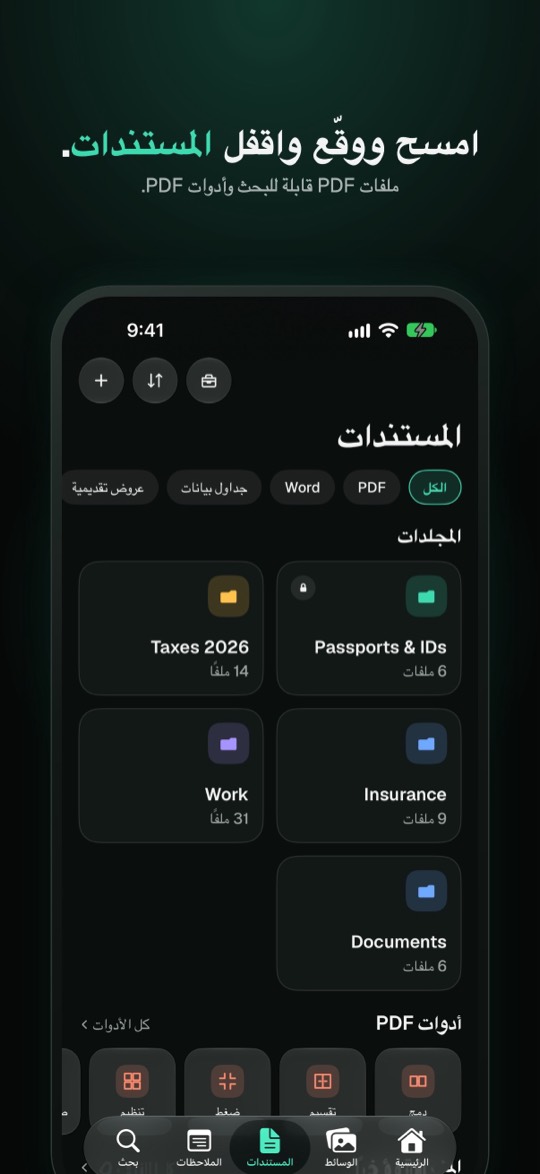 امسح ووقّع واقفل المستندات.
ملفات PDF قابلة للبحث وأدوات PDF.
9:41
المستندات
الكل
PDF
Word
جداول بيانات
عروض تقديمية
المجلدات
Passports & IDs
6 ملفات
Taxes 2026
14 ملفًا
Insurance
9 ملفات
Work
31 ملفًا
Documents
6 ملفات
أدوات PDF
كل الأدوات
دمج
تقسيم
ضغط
تنظيم
الرئيسية
الوسائط
المستندات
الملاحظات
بحث